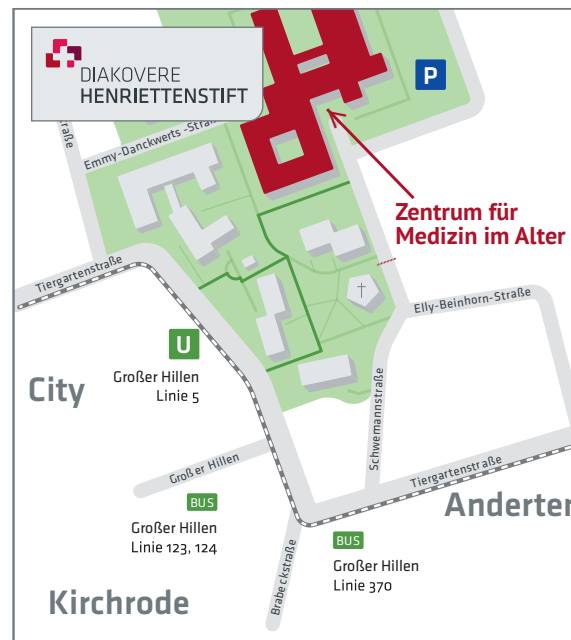 DIAKOVERE
HENRIETTENSTIFT
P
straße
Emmy-Danckwerts-Straße
Zentrum für
Medizin im Alter
Tiergartenstraße
Elly-Beinhorn-Straße
U
Großer Hillen
Linie 5
City
Schwemannstraße
Großer Hillen
Tiergartenstraße
BUS
Großer Hillen
Linie 123, 124
Anderten
BUS
Großer Hillen
Linie 370
Brabeckstraße
Kirchrode